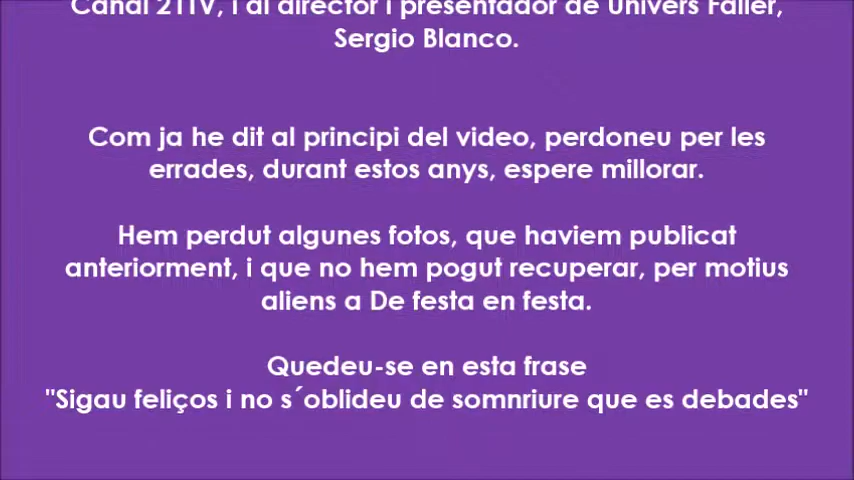 Canal 21TV, i al director i presentador de Univers Faller,
Sergio Blanco.
Com ja he dit al principi del video, perdoneu per les
errades, durant estos anys, espere millorar.
Hem perdut algunes fotos, que haviem publicat
anteriorment, i que no hem pogut recuperar, per motius
aliens a De festa en festa.
Quedeu-se en esta frase
"Sigau feliços i no s´oblideu de somnriure que es debades"